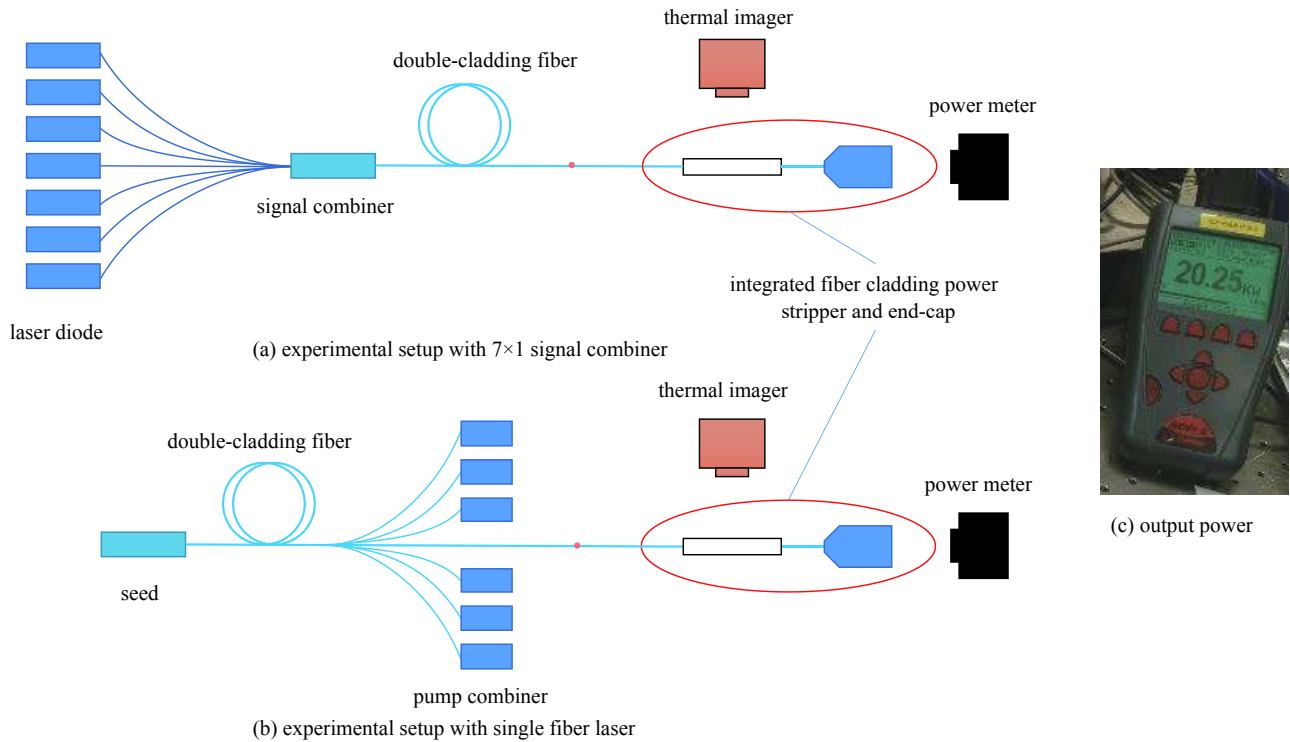 thermal imager
double-cladding fiber
power meter
signal combiner
laser diode
integrated fiber cladding power
stripper and end-cap
(a) experimental setup with 7×1 signal combiner
20.25KW
(c) output power
thermal imager
double-cladding fiber
power meter
seed
pump combiner
(b) experimental setup with single fiber laser